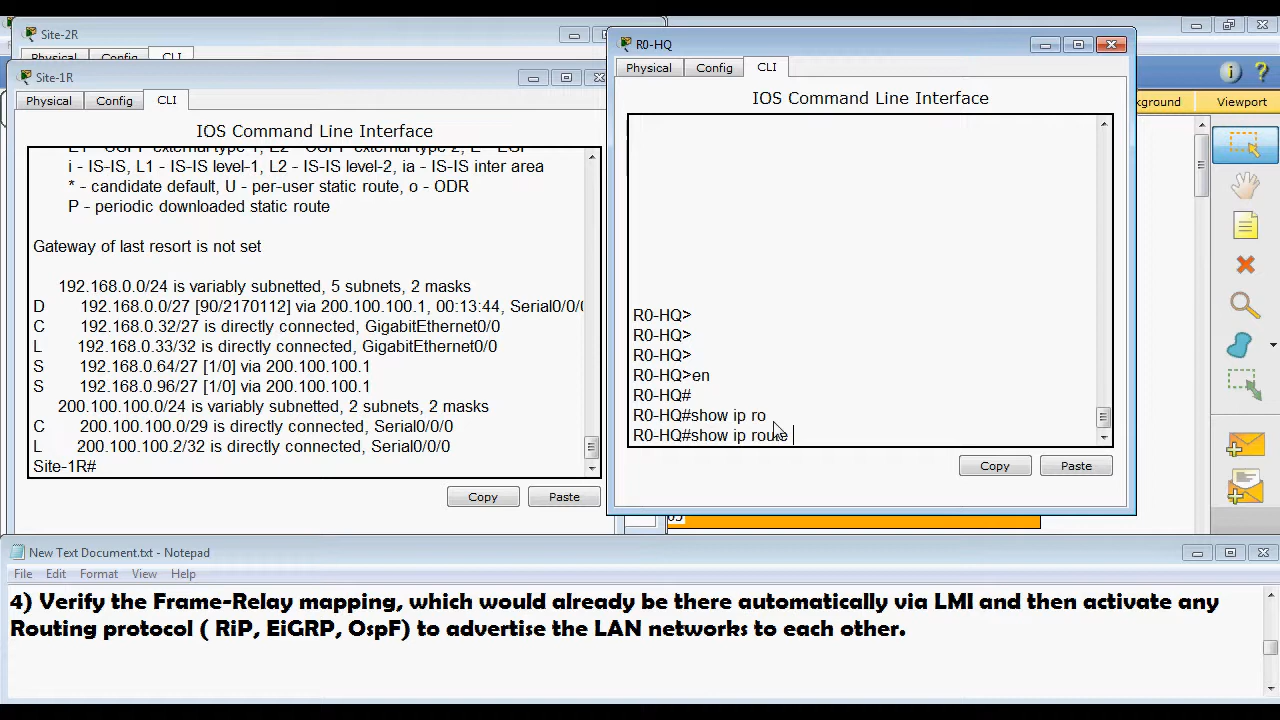 Site-2R
Physical Config CLI
Site-1R
Physical Config CLI
IOS Command Line Interface
i - IS-IS, L1 - IS-IS level-1, L2 - IS-IS level-2, ia - IS-IS inter area
* - candidate default, U - per-user static route, o - ODR
P - periodic downloaded static route
Gateway of last resort is not set
192.168.0.0/24 is variably subnetted, 5 subnets, 2 masks
D 192.168.0.0/27 [90/2170112] via 200.100.100.1, 00:13:44, Serial0/0/0
C 192.168.0.32/27 is directly connected, GigabitEthernet0/0
L 192.168.0.33/32 is directly connected, GigabitEthernet0/0
S 192.168.0.64/27 [1/0] via 200.100.100.1
S 192.168.0.96/27 [1/0] via 200.100.100.1
200.100.100.0/24 is variably subnetted, 2 subnets, 2 masks
C 200.100.100.0/29 is directly connected, Serial0/0/0
L 200.100.100.2/32 is directly connected, Serial0/0/0
Site-1R#
Copy Paste
R0-HQ
Physical Config CLI
IOS Command Line Interface
R0-HQ>
R0-HQ>
R0-HQ>
R0-HQ>en
R0-HQ#
R0-HQ#show ip ro
R0-HQ#show ip route
Copy Paste
Viewport
New Text Document.txt - Notepad
File Edit Format View Help
4) Verify the Frame-Relay mapping, which would already be there automatically via LMI and then activate any
Routing protocol ( RiP, EiGRP, OspF) to advertise the LAN networks to each other.